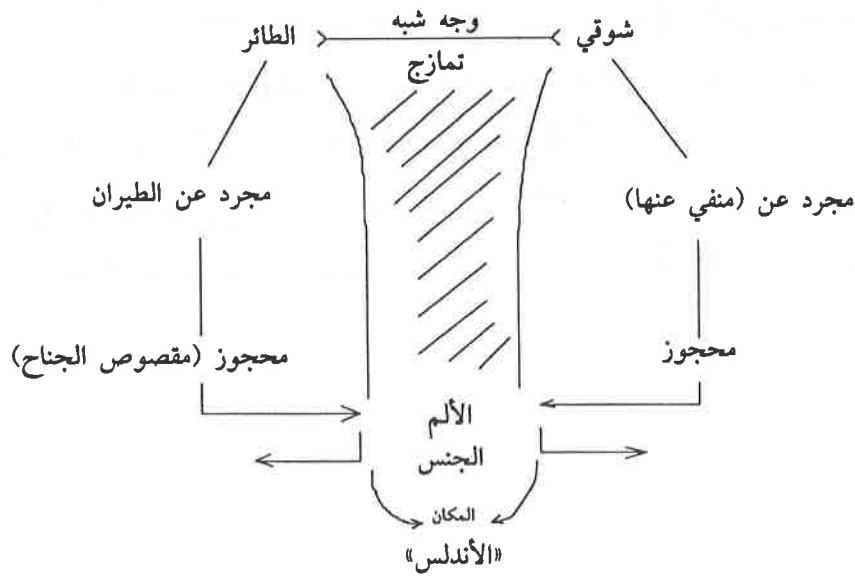 وجه شبه
شوقي
الطائر
تمازج
مجرد عن (منفي عنها)
مجرد عن الطيران
محجوز
محجوز (مقصوص الجناح)
الألم
الجنس
المكان
«الأندلس»